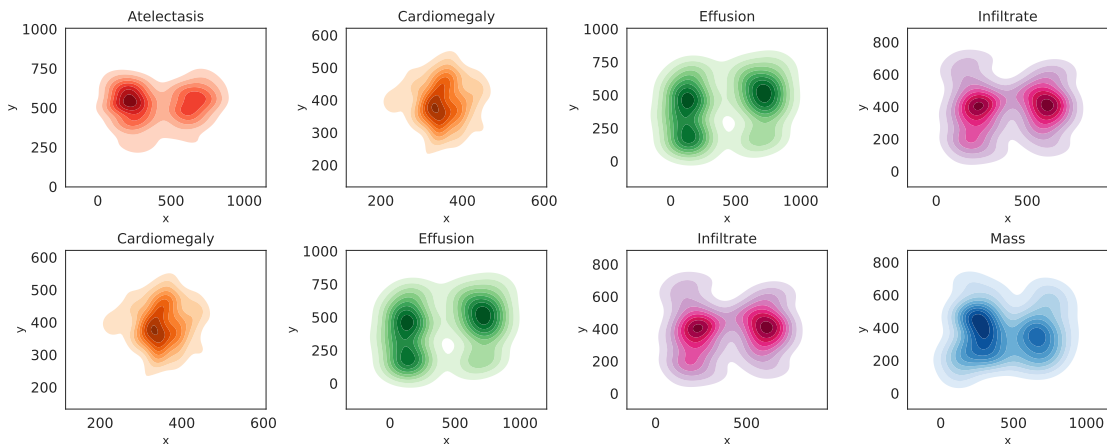 Atelectasis
1000
750
500
250
0
y
0 500 1000
x
Cardiomegaly
600
500
400
300
200
y
200 400 600
x
Effusion
1000
750
500
250
0
y
0 500 1000
x
Infiltrate
800
600
400
200
0
y
0 500
x
Cardiomegaly
600
500
400
300
200
y
200 400 600
x
Effusion
1000
750
500
250
0
y
0 500 1000
x
Infiltrate
800
600
400
200
0
y
0 500
x
Mass
800
600
400
200
0
y
0 500 1000
x